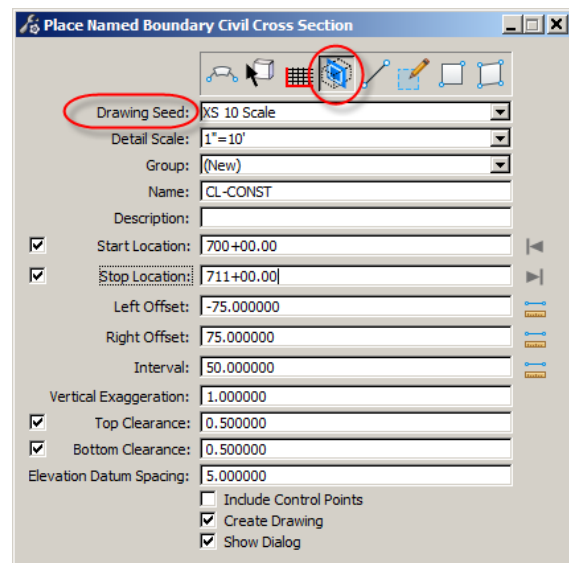 Place Named Boundary Civil Cross Section
Drawing Seed: XS 10 Scale
Detail Scale: 1"=10'
Group: (New)
Name: CL-CONST
Description:
Start Location: 700+00.00
Stop Location: 711+00.00
Left Offset: -75.000000
Right Offset: 75.000000
Interval: 50.000000
Vertical Exaggeration: 1.000000
Top Clearance: 0.500000
Bottom Clearance: 0.500000
Elevation Datum Spacing: 5.000000
Include Control Points
Create Drawing
Show Dialog